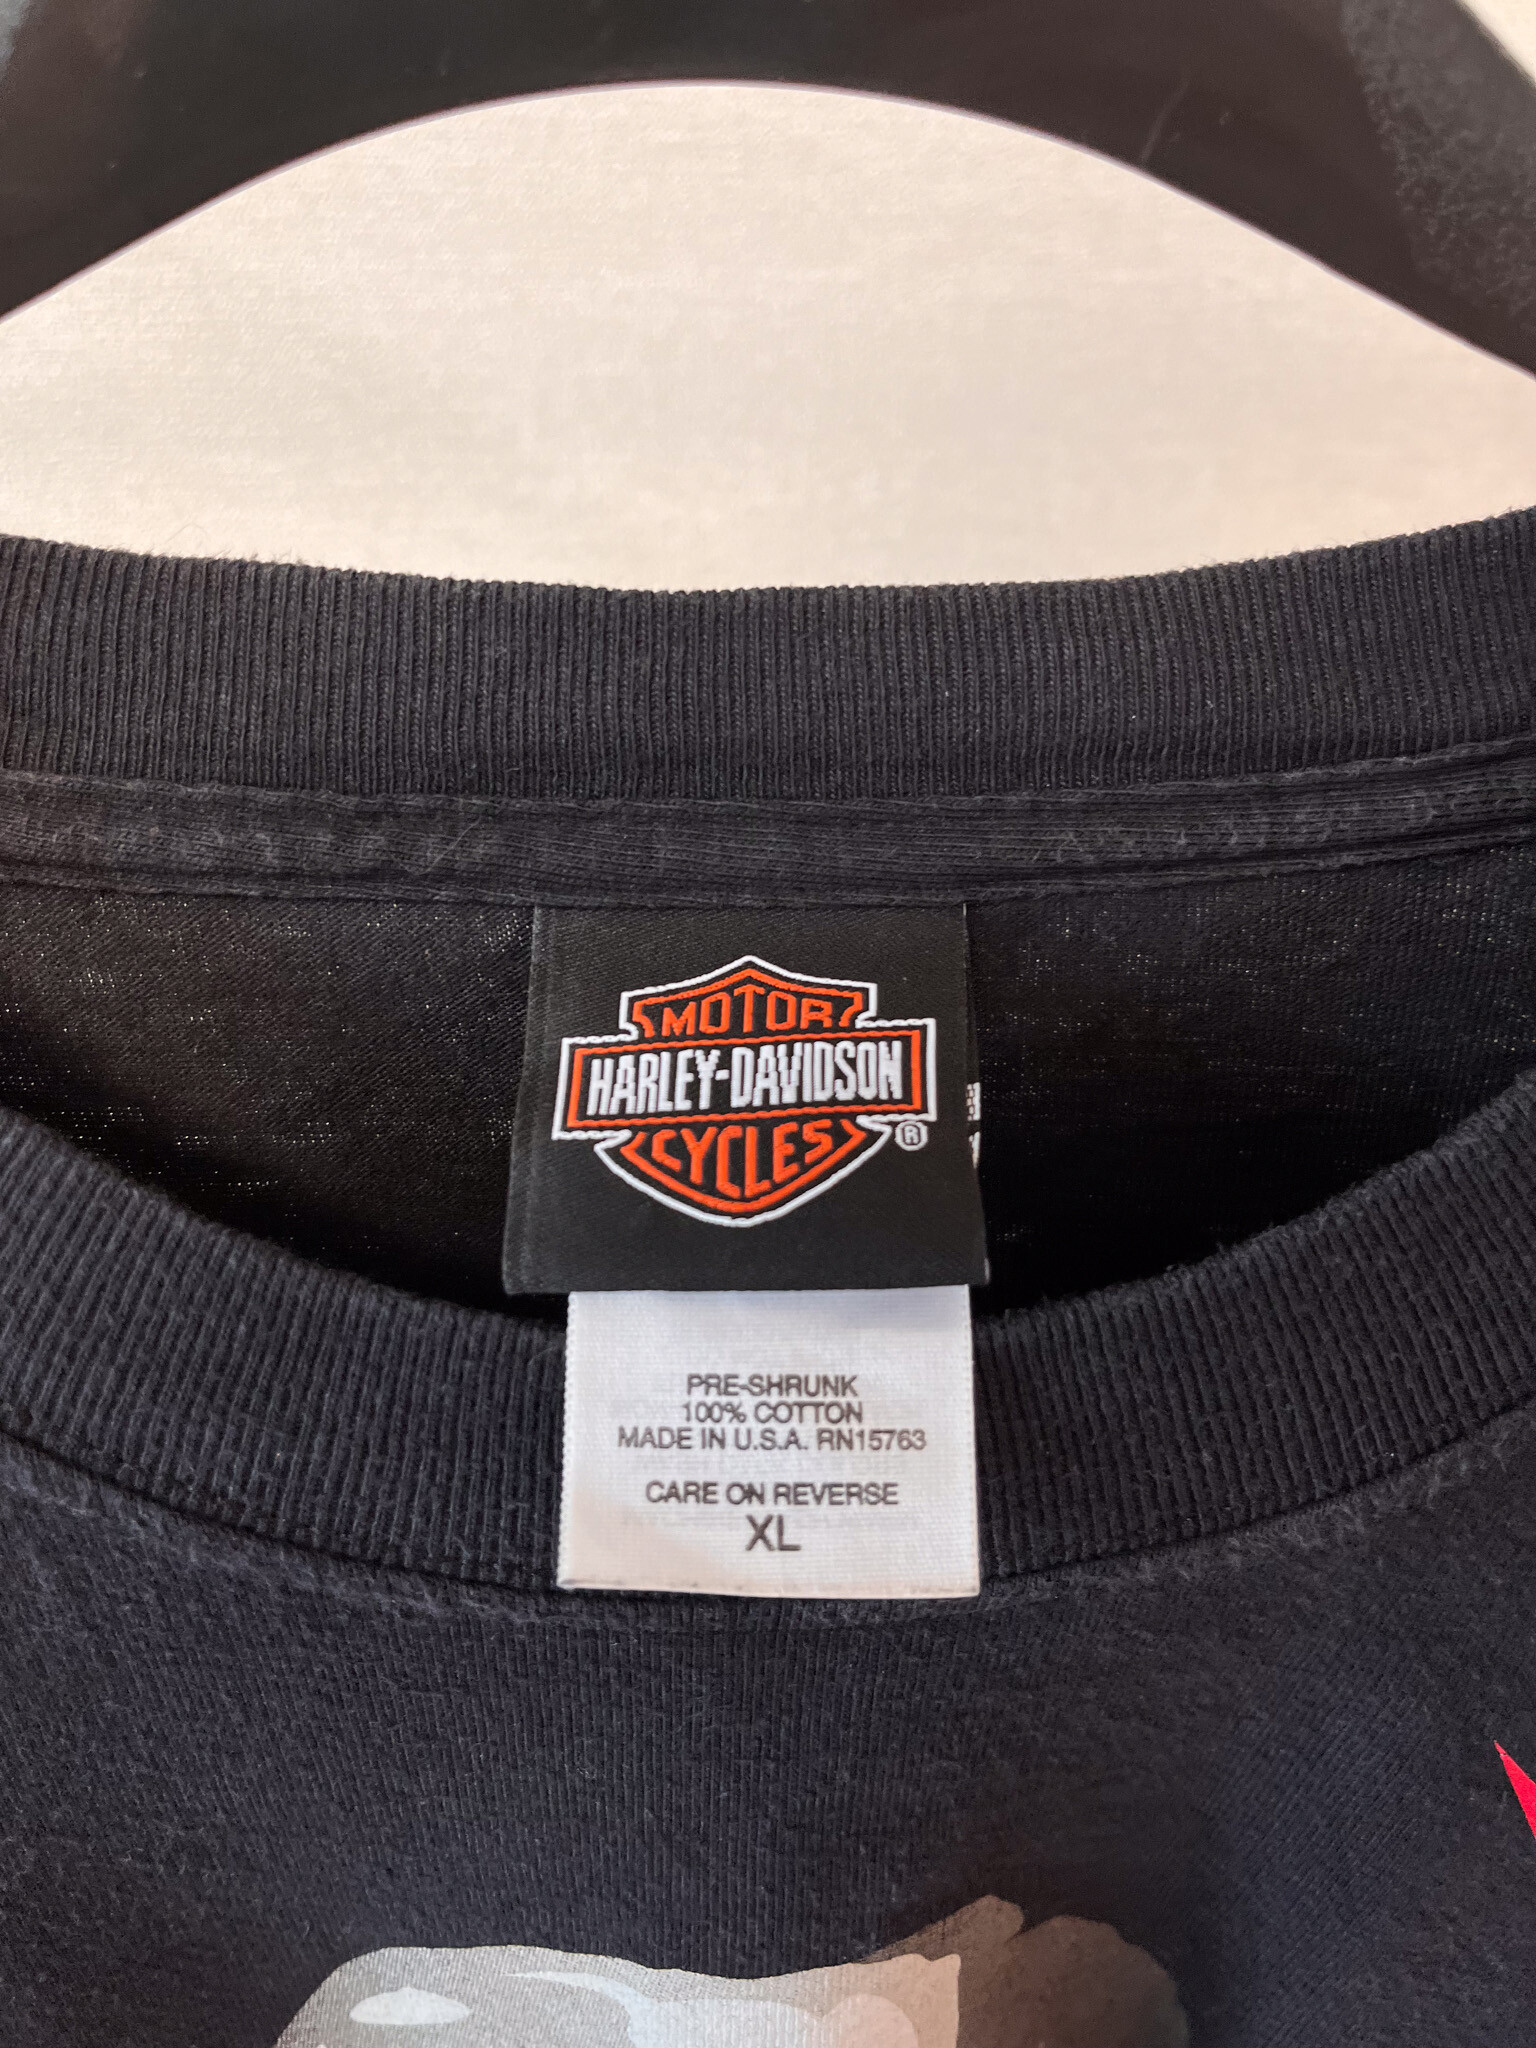 MOTOR
HARLEY-DAVIDSON
CYCLES
®
PRE-SHRUNK
100% COTTON
MADE IN U.S.A. RN15763
CARE ON REVERSE
XL